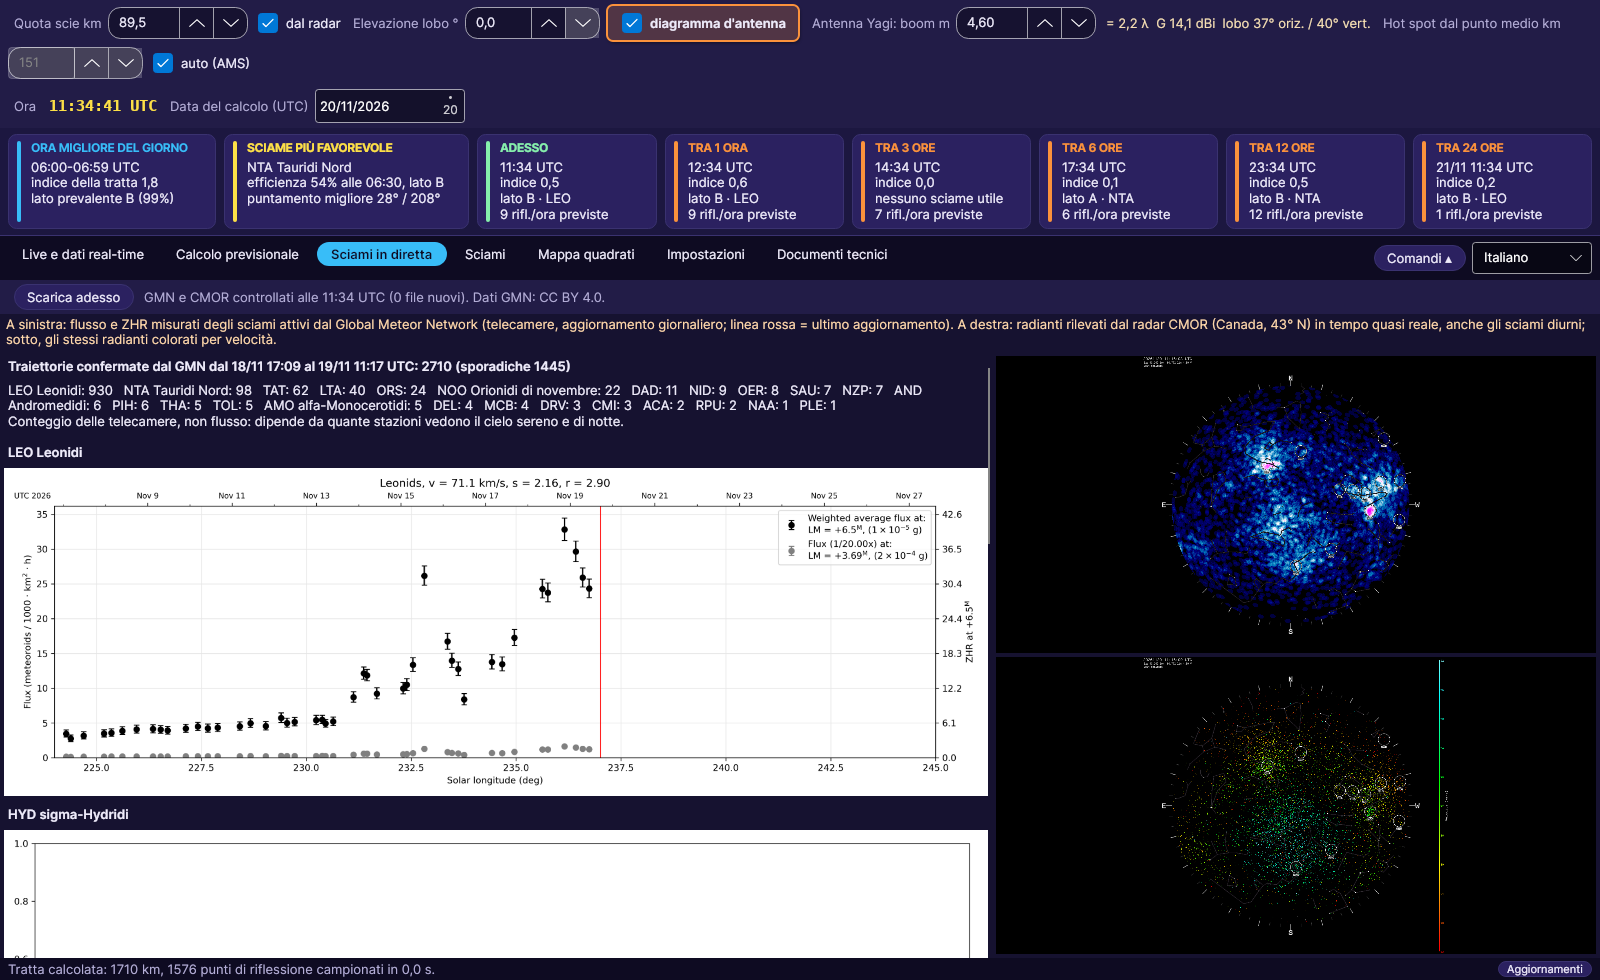 Quota scie km 89,5 dal radar Elevazione lobo ° 0,0 diagramma d'antenna Antenna Yagi: boom m 4,60 = 2,2 λ G 14,1 dBi lobo 37° oriz. / 40° vert. Hot spot dal punto medio km
151 auto (AMS)
Ora 11:34:41 UTC Data del calcolo (UTC) 20/11/2026 20
ORA MIGLIORE DEL GIORNO
06:00-06:59 UTC
indice della tratta 1,8
lato prevalente B (99%)
SCIAME PIÙ FAVOREVOLE
NTA Tauridi Nord
efficienza 54% alle 06:30, lato B
puntamento migliore 28° / 208°
ADESSO
11:34 UTC
indice 0,5
lato B · LEO
9 rifl./ora previste
TRA 1 ORA
12:34 UTC
indice 0,6
lato B · LEO
9 rifl./ora previste
TRA 3 ORE
14:34 UTC
indice 0,0
nessuno sciame utile
7 rifl./ora previste
TRA 6 ORE
17:34 UTC
indice 0,1
lato A · NTA
6 rifl./ora previste
TRA 12 ORE
23:34 UTC
indice 0,5
lato B · NTA
12 rifl./ora previste
TRA 24 ORE
21/11 11:34 UTC
indice 0,2
lato B · LEO
1 rifl./ora previste
Live e dati real-time Calcolo previsionale Sciami in diretta Sciami Mappa quadrati Impostazioni Documenti tecnici Comandi ▴ Italiano
Scarica adesso GMN e CMOR controllati alle 11:34 UTC (0 file nuovi). Dati GMN: CC BY 4.0.
A sinistra: flusso e ZHR misurati degli sciami attivi dal Global Meteor Network (telecamere, aggiornamento giornaliero; linea rossa = ultimo aggiornamento). A destra: radianti rilevati dal radar CMOR (Canada, 43° N) in tempo quasi reale, anche gli sciami diurni;
sotto, gli stessi radianti colorati per velocità.
Traiettorie confermate dal GMN dal 18/11 17:09 al 19/11 11:17 UTC: 2710 (sporadiche 1445)
LEO Leonidi: 930 NTA Tauridi Nord: 98 TAT: 62 LTA: 40 ORS: 24 NOO Orionidi di novembre: 22 DAD: 11 NID: 9 OER: 8 SAU: 7 NZP: 7 AND
Andromedidi: 6 PIH: 6 THA: 5 TOL: 5 AMO alfa-Monocerotidi: 5 DEL: 4 MCB: 4 DRV: 3 CMI: 3 ACA: 2 RPU: 2 NAA: 1 PLE: 1
Conteggio delle telecamere, non flusso: dipende da quante stazioni vedono il cielo sereno e di notte.
LEO Leonidi
Leonids, v = 71.1 km/s, s = 2.16, r = 2.90
UTC 2026 Nov 9 Nov 11 Nov 13 Nov 15 Nov 17 Nov 19 Nov 21 Nov 23 Nov 25 Nov 27
Weighted average flux at:
LM = +6.5ᴹ, (1 × 10⁻⁵ g)
Flux (1/20.00x) at:
LM = +3.69ᴹ, (2 × 10⁻⁴ g)
Flux (meteoroids / 1000 · km² · h)
35 30 25 20 15 10 5 0
42.6 36.5 30.4 24.4 18.3 12.2 6.1 0.0
ZHR at +6.5ᴹ
225.0 227.5 230.0 232.5 235.0 237.5 240.0 242.5 245.0
Solar longitude (deg)
HYD sigma-Hydridi
1.0
0.8
N
E W
S
N
E W
S
Tratta calcolata: 1710 km, 1576 punti di riflessione campionati in 0,0 s. Aggiornamenti